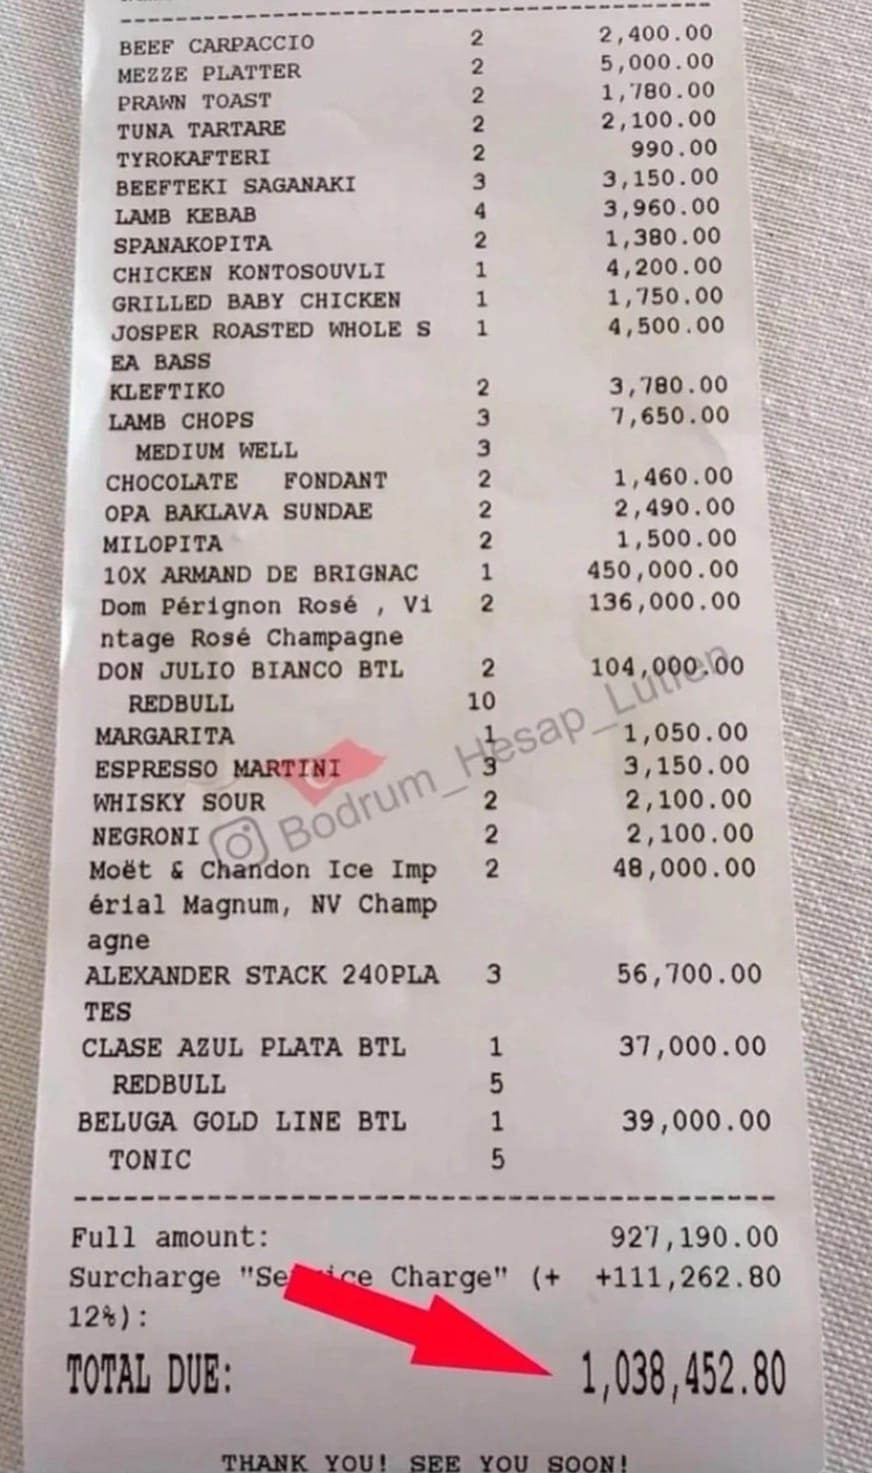 BEEF CARPACCIO 2 2,400.00
MEZZE PLATTER 2 5,000.00
PRAWN TOAST 2 1,780.00
TUNA TARTARE 2 2,100.00
TYROKAFTERI 2 990.00
BEEFTEKI SAGANAKI 3 3,150.00
LAMB KEBAB 4 3,960.00
SPANAKOPITA 2 1,380.00
CHICKEN KONTOSOUVLI 1 4,200.00
GRILLED BABY CHICKEN 1 1,750.00
JOSPER ROASTED WHOLE S 1 4,500.00
EA BASS
KLEFTIKO 2 3,780.00
LAMB CHOPS 3 7,650.00
MEDIUM WELL 3
CHOCOLATE FONDANT 2 1,460.00
OPA BAKLAVA SUNDAE 2 2,490.00
MILOPITA 2 1,500.00
10X ARMAND DE BRIGNAC 1 450,000.00
Dom Pérignon Rosé , Vi 2 136,000.00
ntage Rosé Champagne
DON JULIO BIANCO BTL 2 104,000.00
REDBULL 10
MARGARITA 1 1,050.00
ESPRESSO MARTINI 3 3,150.00
WHISKY SOUR 2 2,100.00
NEGRONI 2 2,100.00
Bodrum_Hesap_Lutfen
Moët & Chandon Ice Imp 2 48,000.00
érial Magnum, NV Champ
agne
ALEXANDER STACK 240PLA 3 56,700.00
TES
CLASE AZUL PLATA BTL 1 37,000.00
REDBULL 5
BELUGA GOLD LINE BTL 1 39,000.00
TONIC 5
Full amount: 927,190.00
Surcharge "Service Charge" (+ +111,262.80
12%):
TOTAL DUE: 1,038,452.80
THANK YOU! SEE YOU SOON!